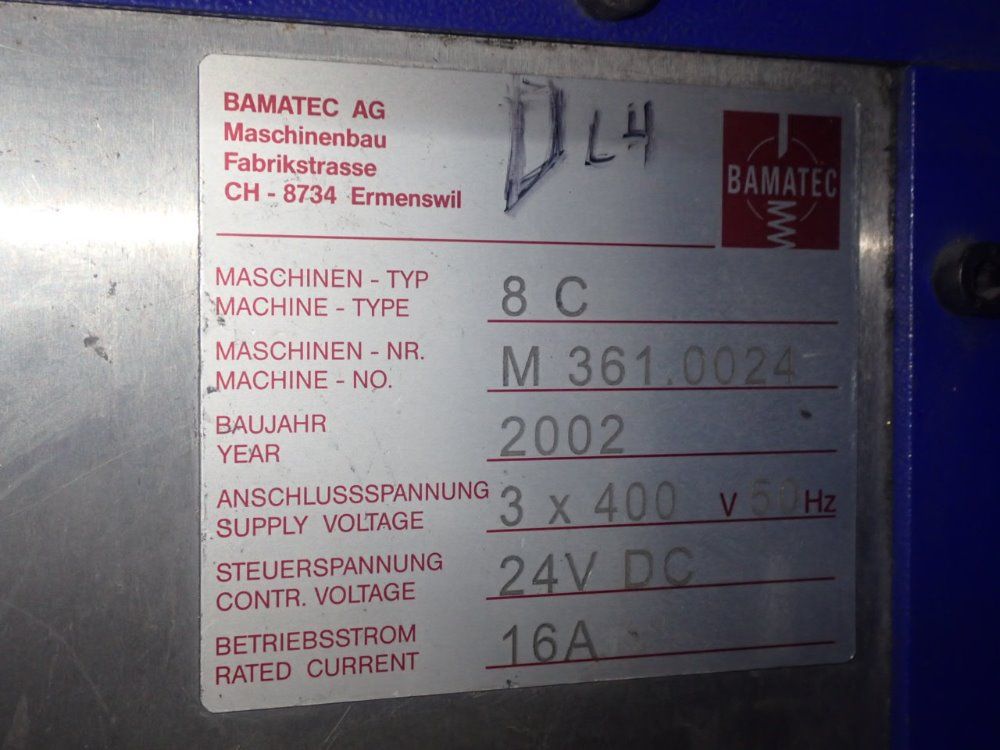 BAMATEC AG
Maschinenbau
Fabrikstrasse
CH - 8734 Ermenswil
L4
BAMATEC
MASCHINEN - TYP
MACHINE - TYPE
8 C
MASCHINEN - NR.
MACHINE - NO.
M 361.0024
BAUJAHR
YEAR
2002
ANSCHLUSSSPANNUNG
SUPPLY VOLTAGE
3 x 400 V 50 Hz
STEUERSPANNUNG
CONTR. VOLTAGE
24V DC
BETRIEBSSTROM
RATED CURRENT
16A